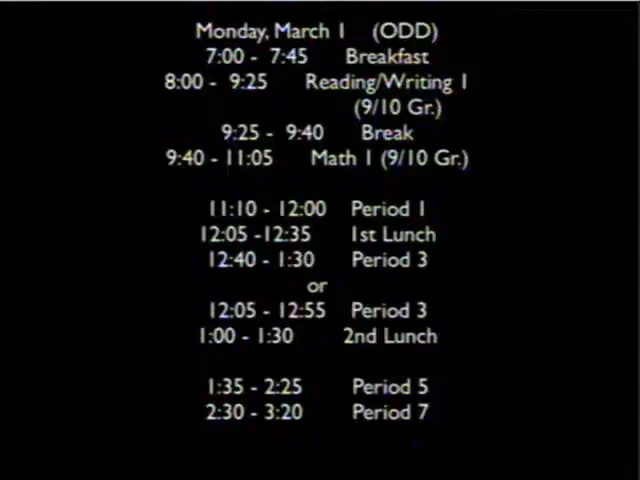 Monday, March 1 (ODD)
7:00 - 7:45 Breakfast
8:00 - 9:25 Reading/Writing 1
(9/10 Gr.)
9:25 - 9:40 Break
9:40 - 11:05 Math 1 (9/10 Gr.)
11:10 - 12:00 Period 1
12:05 -12:35 1st Lunch
12:40 - 1:30 Period 3
or
12:05 - 12:55 Period 3
1:00 - 1:30 2nd Lunch
1:35 - 2:25 Period 5
2:30 - 3:20 Period 7